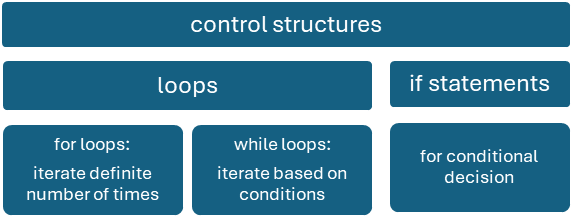 control structures
loops
if statements
for loops:
iterate definite
number of times
while loops:
iterate based on
conditions
for conditional
decision